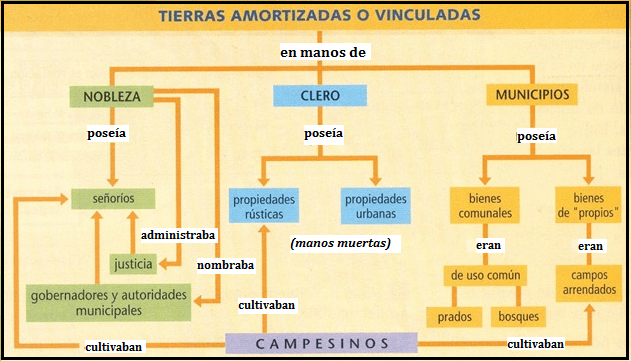 TIERRAS AMORTIZADAS O VINCULADAS
en manos de
NOBLEZA
CLERO
MUNICIPIOS
poseía
poseía
poseía
señoríos
propiedades
rústicas
propiedades
urbanas
bienes
comunales
bienes
de "propios"
administraba
(manos muertas)
eran
eran
justicia
nombraba
de uso común
campos
arrendados
gobernadores y autoridades
municipales
cultivaban
prados
bosques
cultivaban
CAMPESINOS
cultivaban